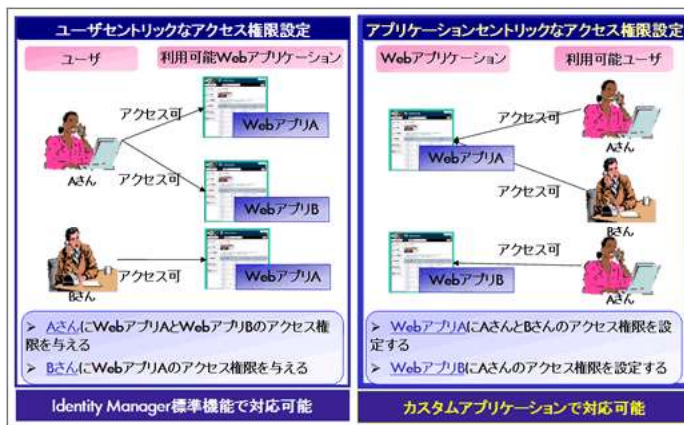 ユーザセントリックなアクセス権限設定
ユーザ
利用可能Webアプリケーション
アクセス可
WebアプリA
Aさん
アクセス可
WebアプリB
アクセス可
WebアプリA
Bさん
➢ AさんにWebアプリAとWebアプリBのアクセス権
限を与える
➢ BさんにWebアプリAのアクセス権限を与える
Identity Manager標準機能で対応可能
アプリケーションセントリックなアクセス権限設定
Webアプリケーション
利用可能ユーザ
アクセス可
WebアプリA
Aさん
アクセス可
Bさん
アクセス可
WebアプリB
Aさん
➢ WebアプリAにAさんとBさんのアクセス権限を設
定する
➢ WebアプリBにAさんのアクセス権限を設定する
カスタムアプリケーションで対応可能